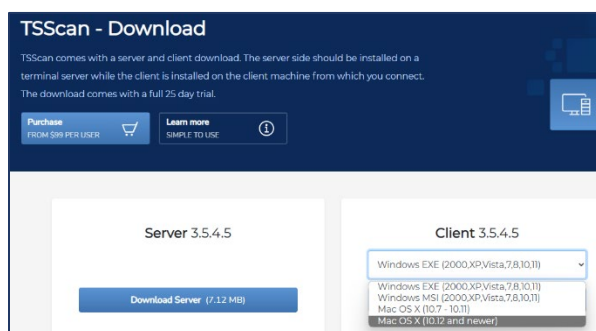 TSScan - Download
TSScan comes with a server and client download. The server side should be installed on a
terminal server while the client is installed on the client machine from which you connect.
The download comes with a full 25 day trial.
Purchase
FROM $99 PER USER
Learn more
SIMPLE TO USE
Server 3.5.4.5
Download Server (7.12 MB)
Client 3.5.4.5
Windows EXE (2000,XP,Vista,7,8,10,11)
Windows EXE (2000,XP,Vista,7,8,10,11)
Windows MSI (2000,XP,Vista,7,8,10,11)
Mac OS X (10.7 - 10.11)
Mac OS X (10.12 and newer)